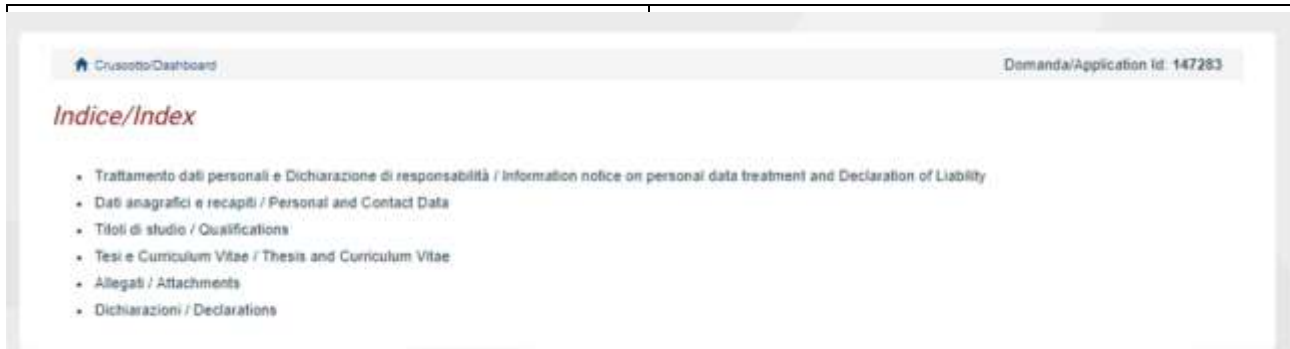 Cruscotto/Dashboard
Domanda/Application Id: 147283
Indice/Index
Trattamento dati personali e Dichiarazione di responsabilità / Information notice on personal data treatment and Declaration of Liability
Dati anagrafici e recapiti / Personal and Contact Data
Titoli di studio / Qualifications
Tesi e Curriculum Vitae / Thesis and Curriculum Vitae
Allegati / Attachments
Dichiarazioni / Declarations